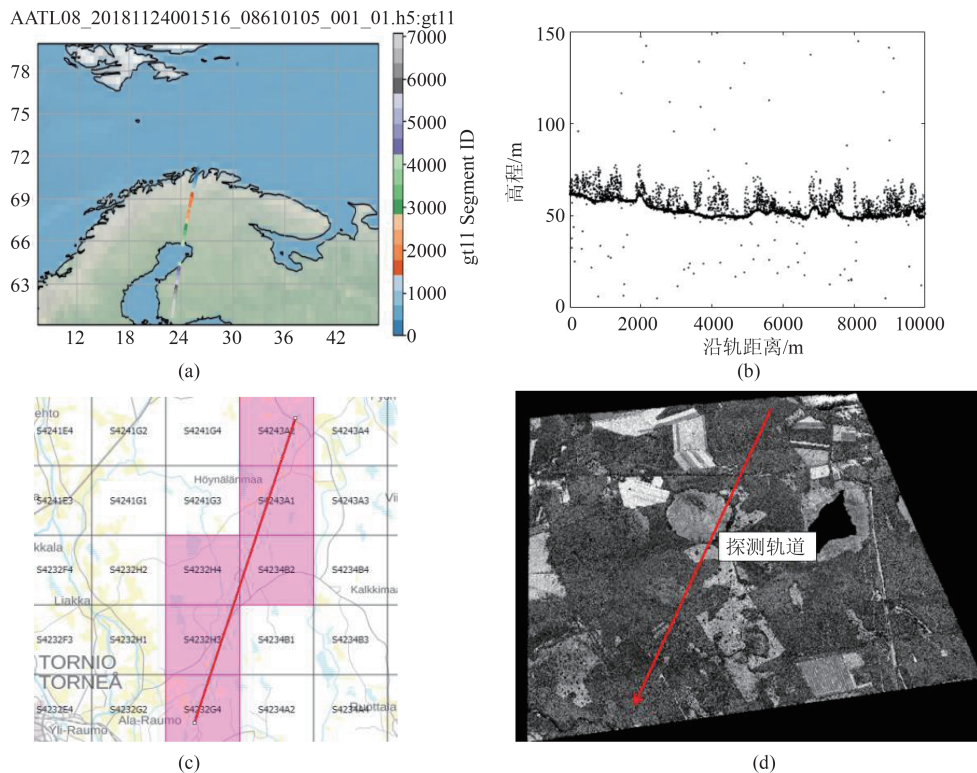 AATL08_20181124001516_08610105_001_01.h5:gt11
78
75
72
69
66
63
12 18 24 30 36 42
7000
6000
5000
4000
3000
2000
1000
0
gt11 Segment ID
(a)
150
100
50
0
高程/m
0 2000 4000 6000 8000 10000
沿轨距离/m
(b)
ehto
S4241E4 S4241G2 S4241G4 S4243A2 S4243A4
Höynälänmaa
S4241E3 S4241G1 S4241G3 S4243A1 S4243A3
kkala
S4232F4 S4232H2 S4232H4 S4234B2 S4234B4
Liakka
Kalkkimaa
S4232F3 S4232H1 S4232H3 S4234B1 S4234B3
TORNIO
TORNEÅ
S4232E4 S4232G2 S4232G4 S4234A2 S4234A4
Ala-Raumo
Ruottala
Yli-Raumo
(c)
探测轨道
(d)